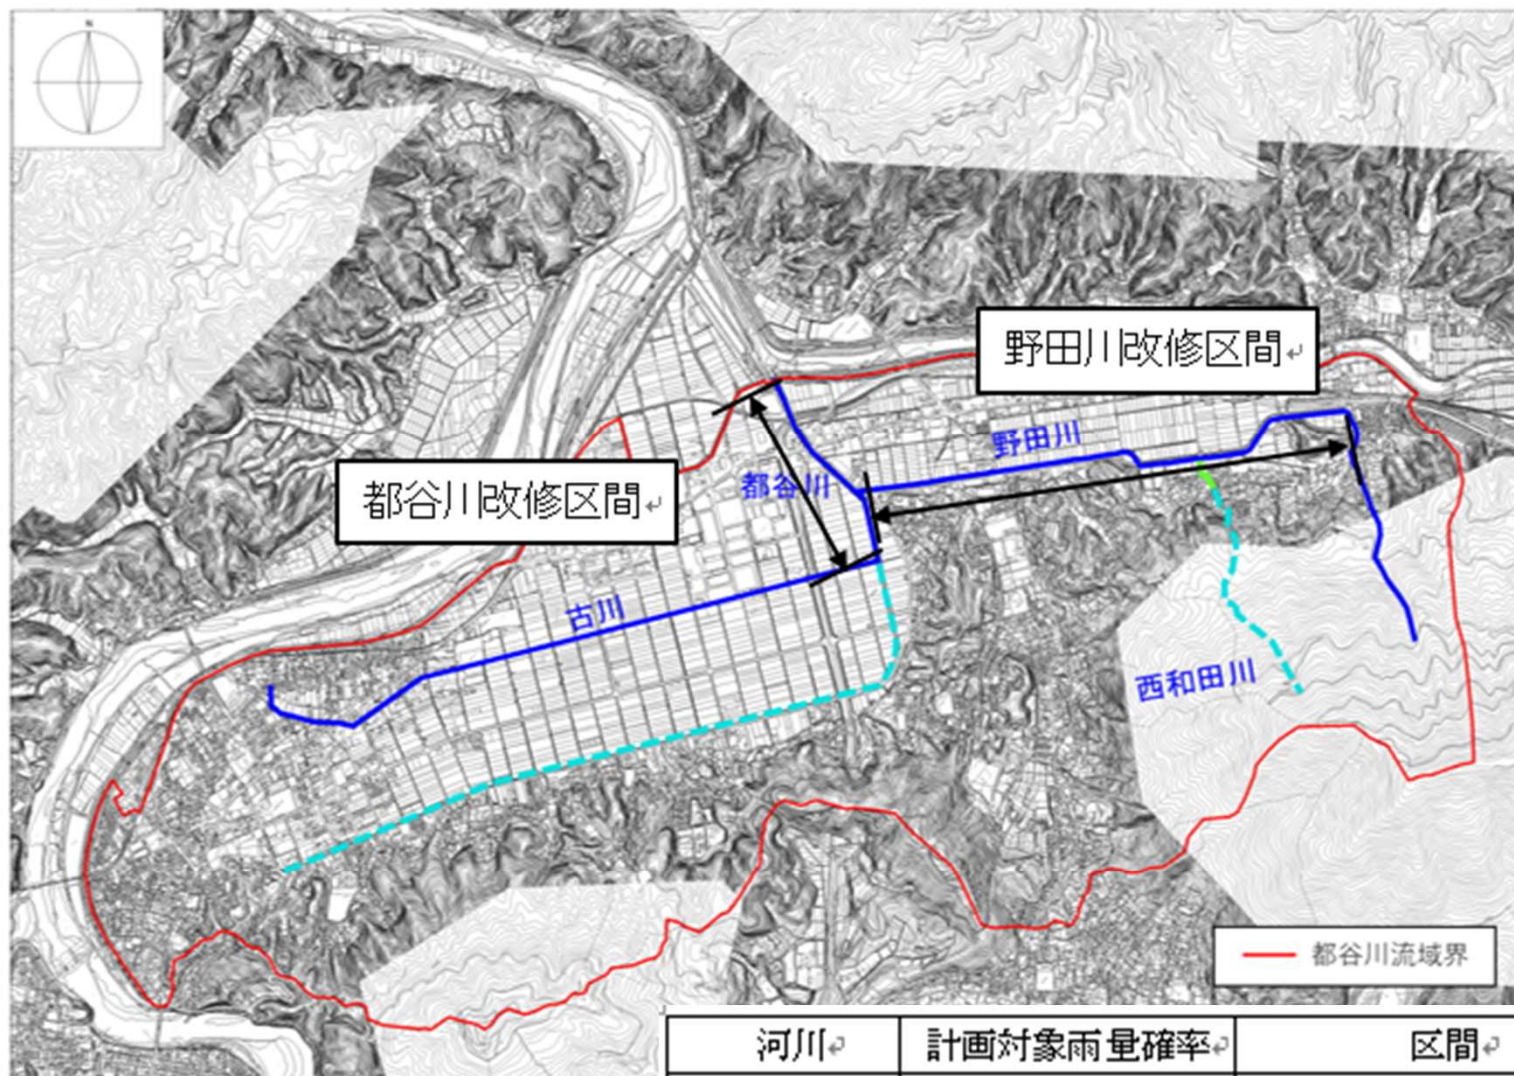 N
野田川改修区間↵
野田川
都谷川改修区間↵
都谷川
古川
西和田川
都谷川流域界
河川↵ 計画対象雨量確率↵ 区間↵